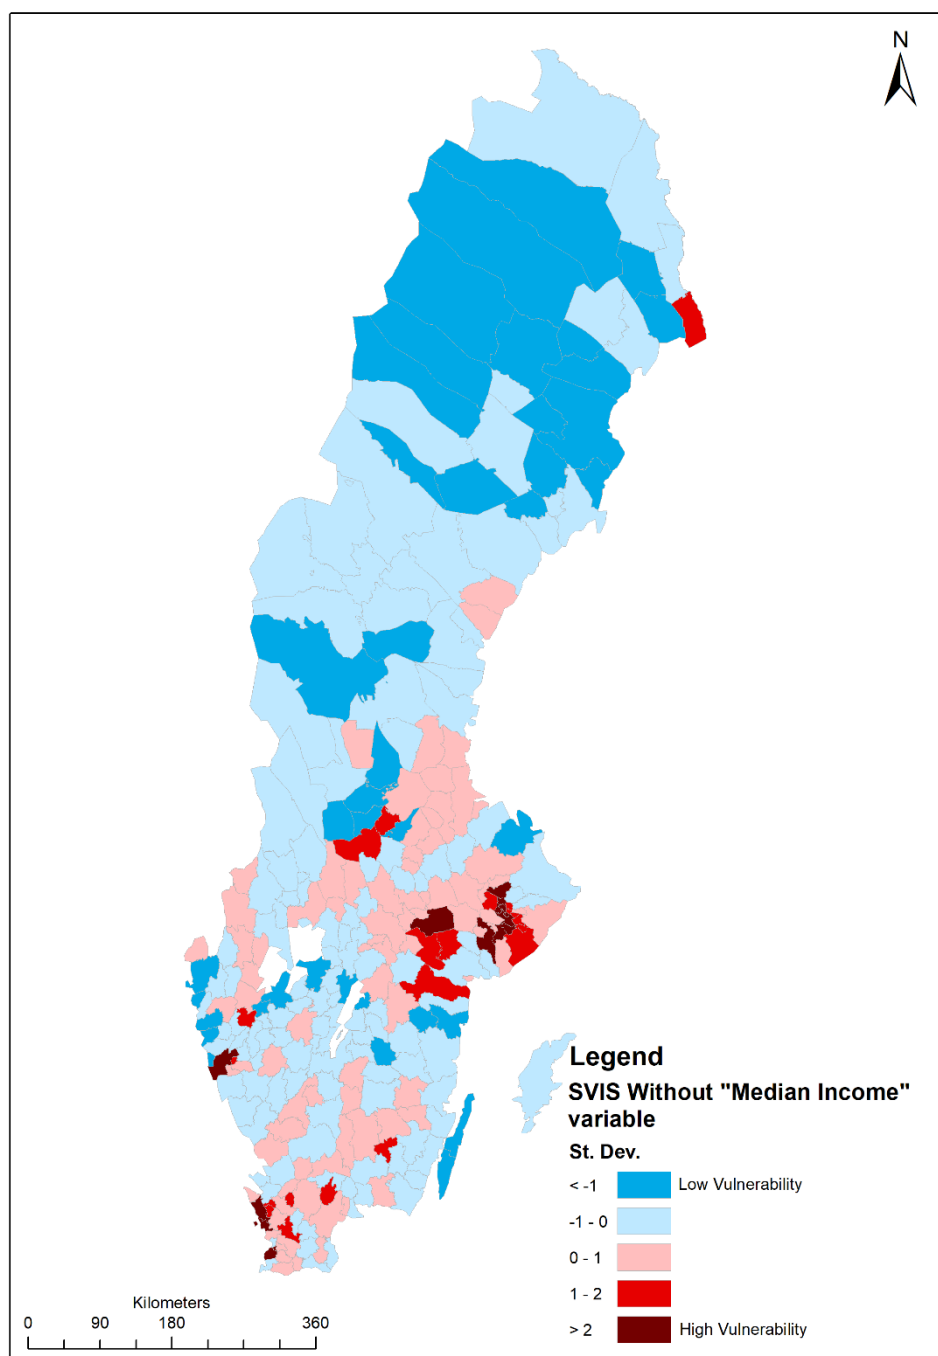 N
Legend
SVIS Without "Median Income"
variable
St. Dev.
< -1 Low Vulnerability
-1 - 0
0 - 1
1 - 2
> 2 High Vulnerability
Kilometers
0 90 180 360